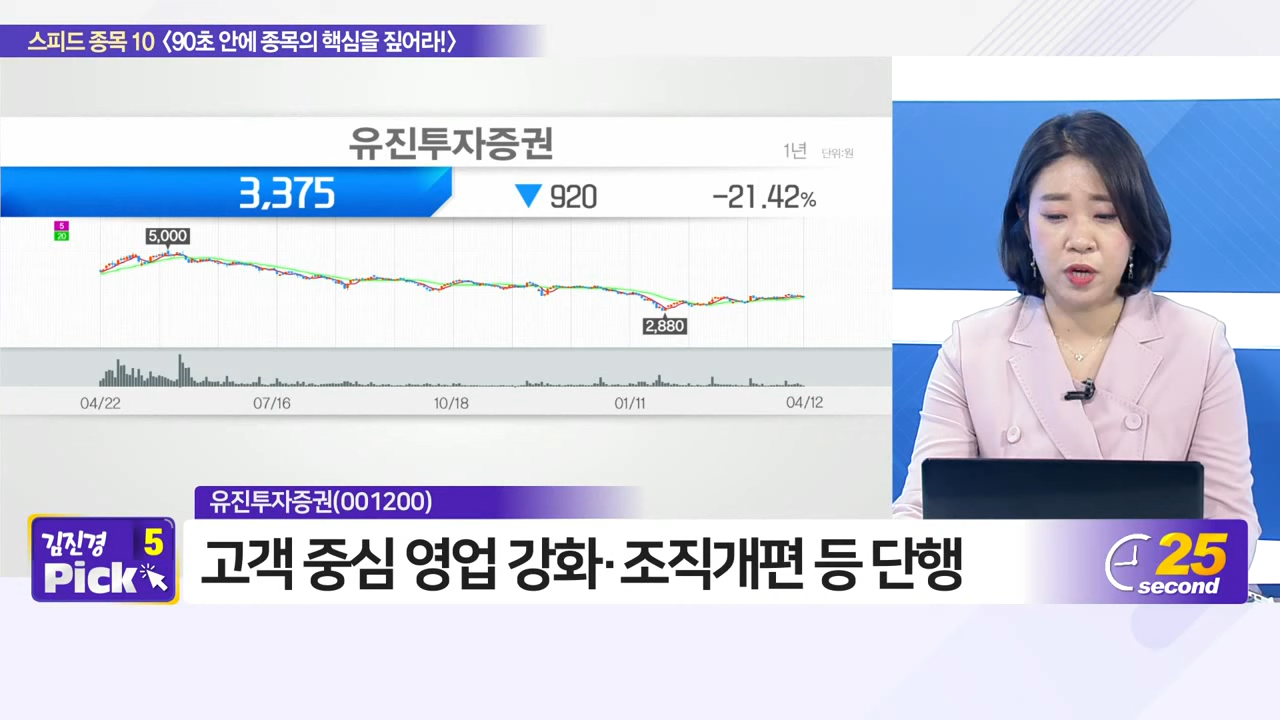 스피드 종목 10 <90초 안에 종목의 핵심을 짚어라!>
유진투자증권
1년 단위:원
3,375 ▼ 920 -21.42%
5
20
5,000
2,880
04/22 07/16 10/18 01/11 04/12
유진투자증권(001200)
김진경 5
Pick
고객 중심 영업 강화·조직개편 등 단행
25
second